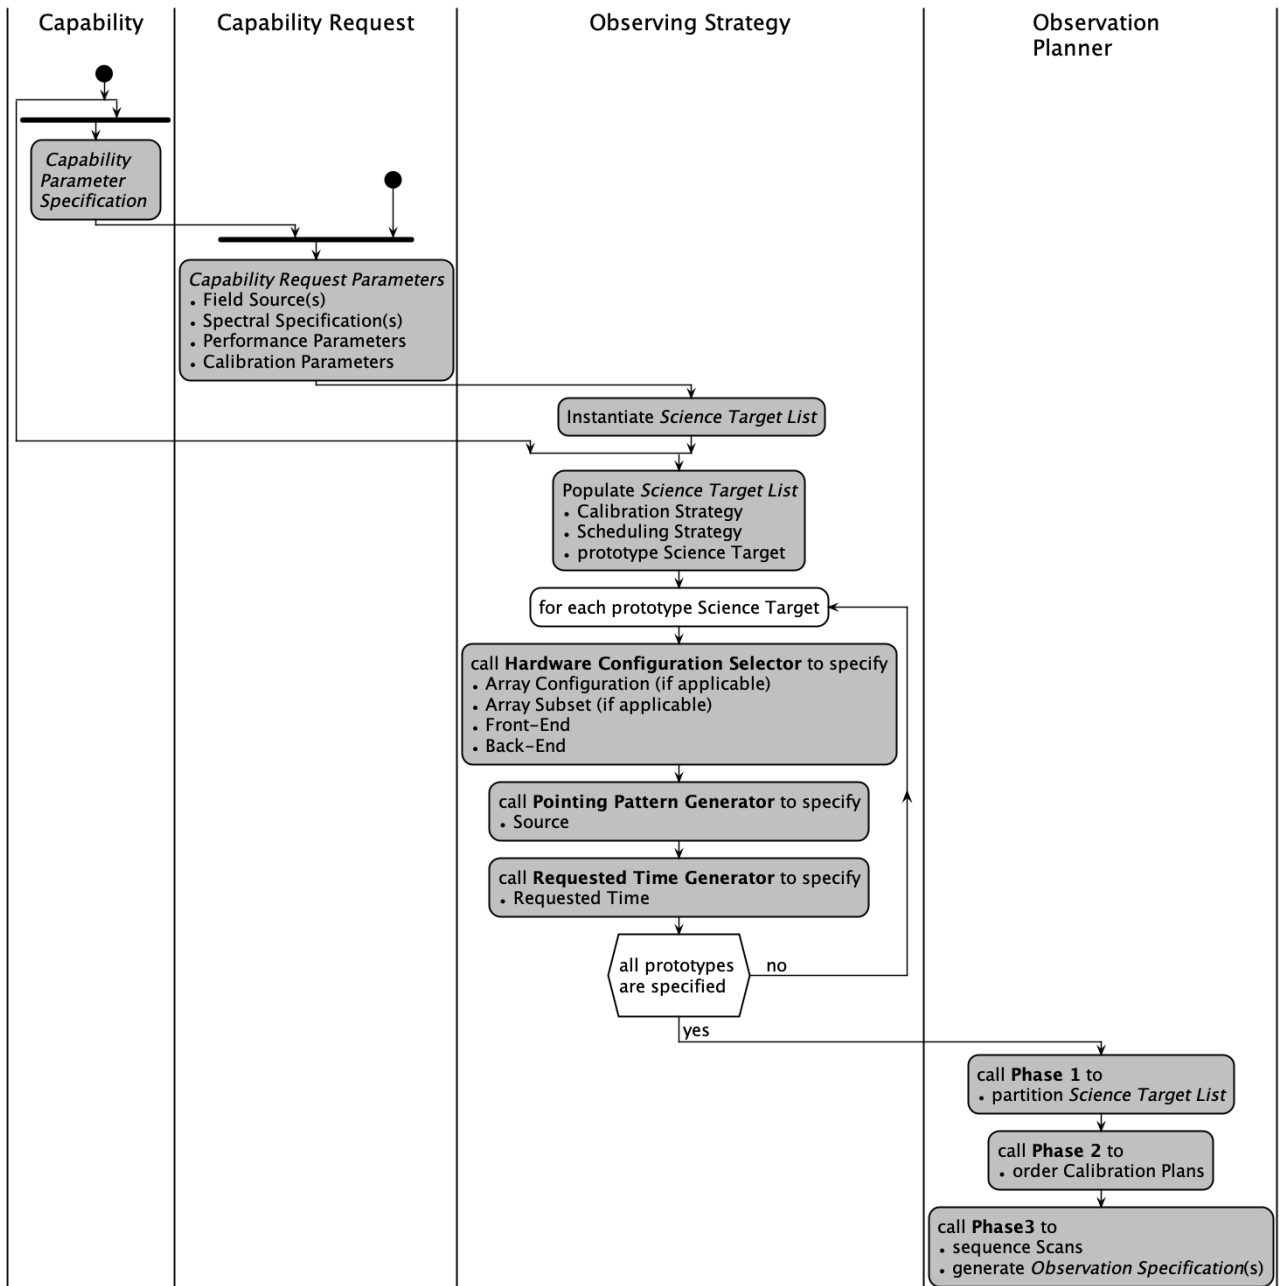 Capability
Capability Request
Observing Strategy
Observation
Planner
Capability
Parameter
Specification
Capability Request Parameters
• Field Source(s)
• Spectral Specification(s)
• Performance Parameters
• Calibration Parameters
Instantiate Science Target List
Populate Science Target List
• Calibration Strategy
• Scheduling Strategy
• prototype Science Target
for each prototype Science Target
call Hardware Configuration Selector to specify
• Array Configuration (if applicable)
• Array Subset (if applicable)
• Front-End
• Back-End
call Pointing Pattern Generator to specify
• Source
call Requested Time Generator to specify
• Requested Time
all prototypes
are specified
no
yes
call Phase 1 to
• partition Science Target List
call Phase 2 to
• order Calibration Plans
call Phase3 to
• sequence Scans
• generate Observation Specification(s)